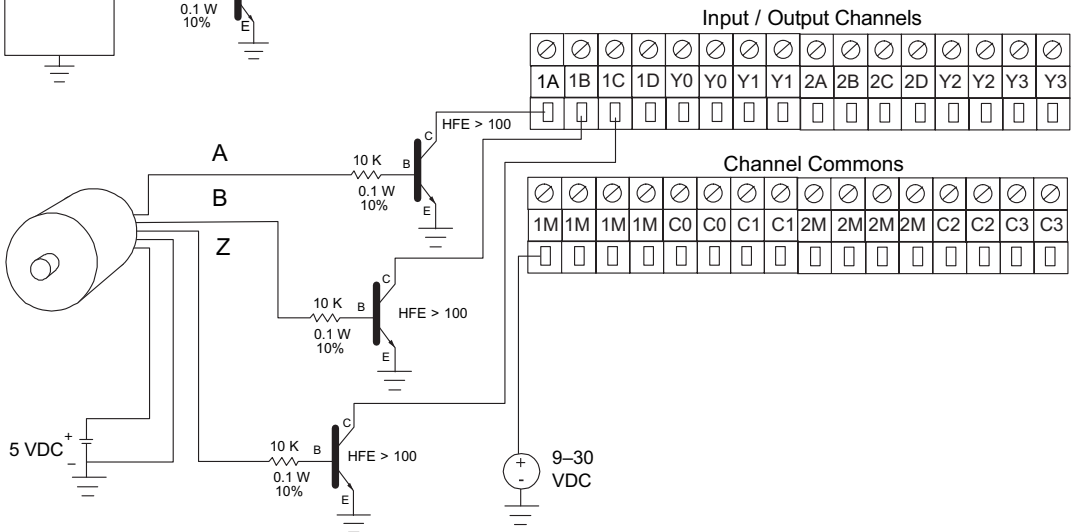 0.1 W
10%
E
Input / Output Channels
1A 1B 1C 1D Y0 Y0 Y1 Y1 2A 2B 2C 2D Y2 Y2 Y3 Y3
C
HFE > 100
A
10 K
B
0.1 W
10%
E
Channel Commons
1M 1M 1M 1M C0 C0 C1 C1 2M 2M 2M 2M C2 C2 C3 C3
B
Z
C
10 K
B
HFE > 100
0.1 W
10%
E
C
5 VDC
+
–
10 K
B
HFE > 100
0.1 W
10%
E
+
-
9–30
VDC